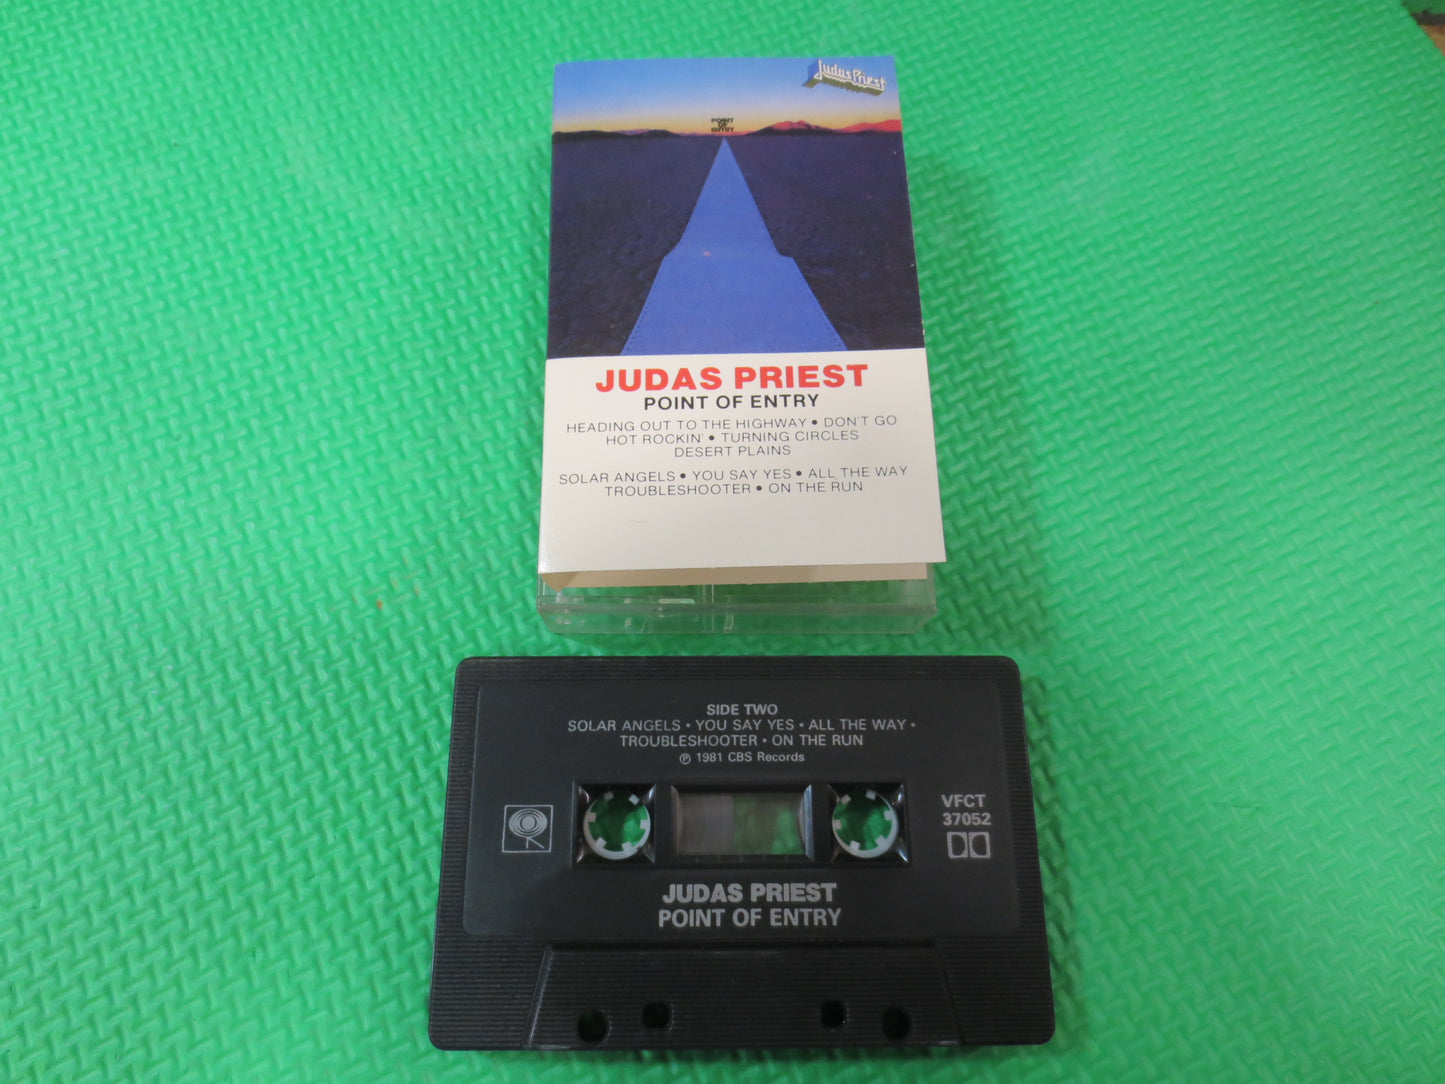 Judas Priest
POINT
OF
ENTRY
JUDAS PRIEST
POINT OF ENTRY
HEADING OUT TO THE HIGHWAY • DON'T GO
HOT ROCKIN' • TURNING CIRCLES
DESERT PLAINS
SOLAR ANGELS • YOU SAY YES • ALL THE WAY
TROUBLESHOOTER • ON THE RUN
SIDE TWO
SOLAR ANGELS • YOU SAY YES • ALL THE WAY •
TROUBLESHOOTER • ON THE RUN
℗ 1981 CBS Records
VFCT
37052
JUDAS PRIEST
POINT OF ENTRY